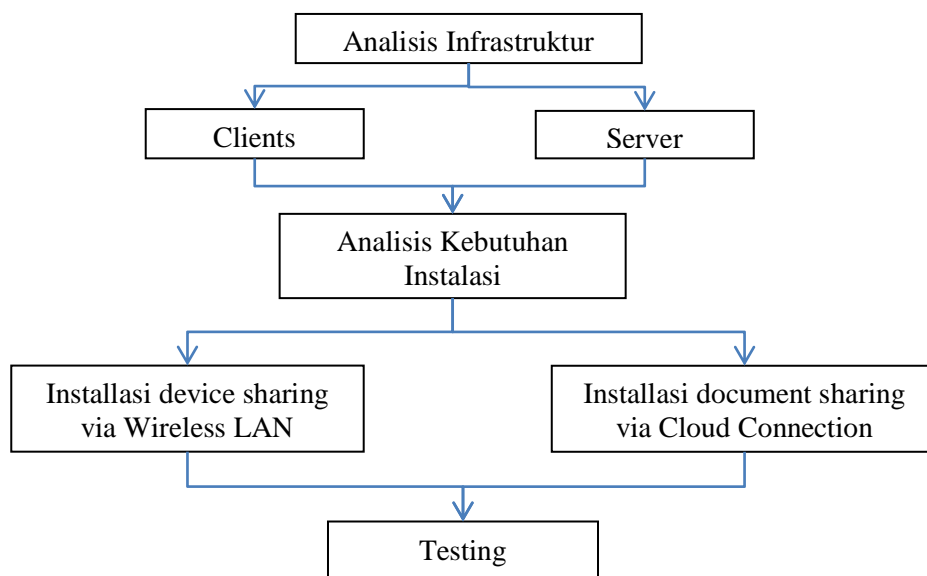 Analisis Infrastruktur
Clients
Server
Analisis Kebutuhan
Instalasi
Installasi device sharing
via Wireless LAN
Installasi document sharing
via Cloud Connection
Testing